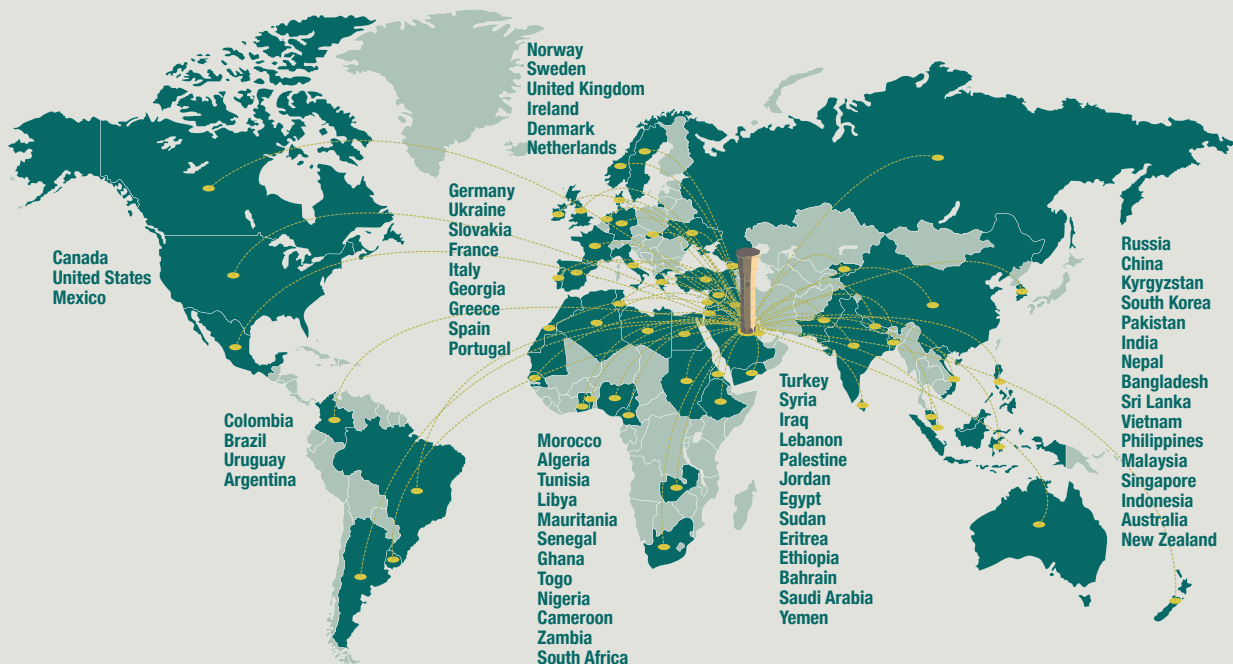 Norway
Sweden
United Kingdom
Ireland
Denmark
Netherlands
Germany
Ukraine
Slovakia
France
Italy
Georgia
Greece
Spain
Portugal
Canada
United States
Mexico
Colombia
Brazil
Uruguay
Argentina
Morocco
Algeria
Tunisia
Libya
Mauritania
Senegal
Ghana
Togo
Nigeria
Cameroon
Zambia
South Africa
Turkey
Syria
Iraq
Lebanon
Palestine
Jordan
Egypt
Sudan
Eritrea
Ethiopia
Bahrain
Saudi Arabia
Yemen
Russia
China
Kyrgyzstan
South Korea
Pakistan
India
Nepal
Bangladesh
Sri Lanka
Vietnam
Philippines
Malaysia
Singapore
Indonesia
Australia
New Zealand